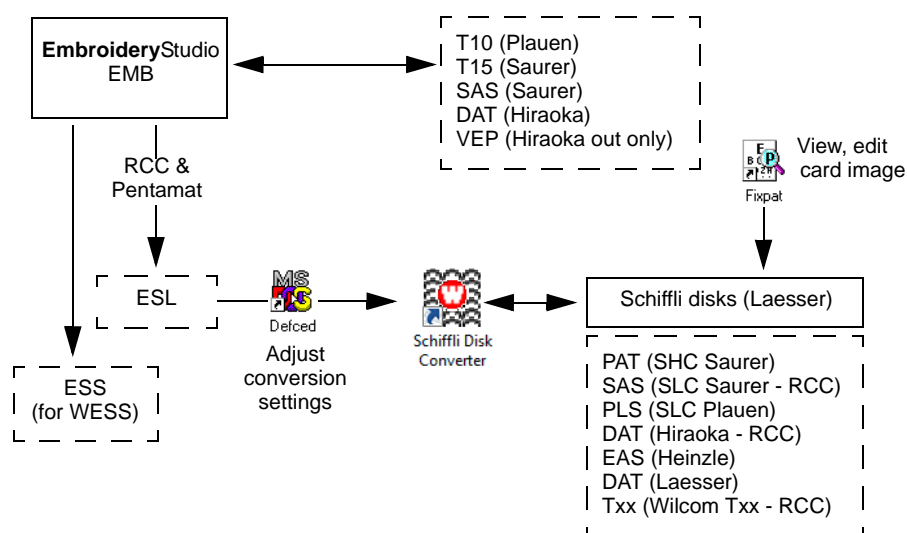 EmbroideryStudio
EMB
T10 (Plauen)
T15 (Saurer)
SAS (Saurer)
DAT (Hiraoka)
VEP (Hiraoka out only)
RCC &
Pentamat
View, edit
card image
Fixpat
ESL
MS
Defced
Adjust
conversion
settings
W
Schiffli Disk
Converter
Schiffli disks (Laesser)
ESS
(for WESS)
PAT (SHC Saurer)
SAS (SLC Saurer - RCC)
PLS (SLC Plauen)
DAT (Hiraoka - RCC)
EAS (Heinzle)
DAT (Laesser)
Txx (Wilcom Txx - RCC)